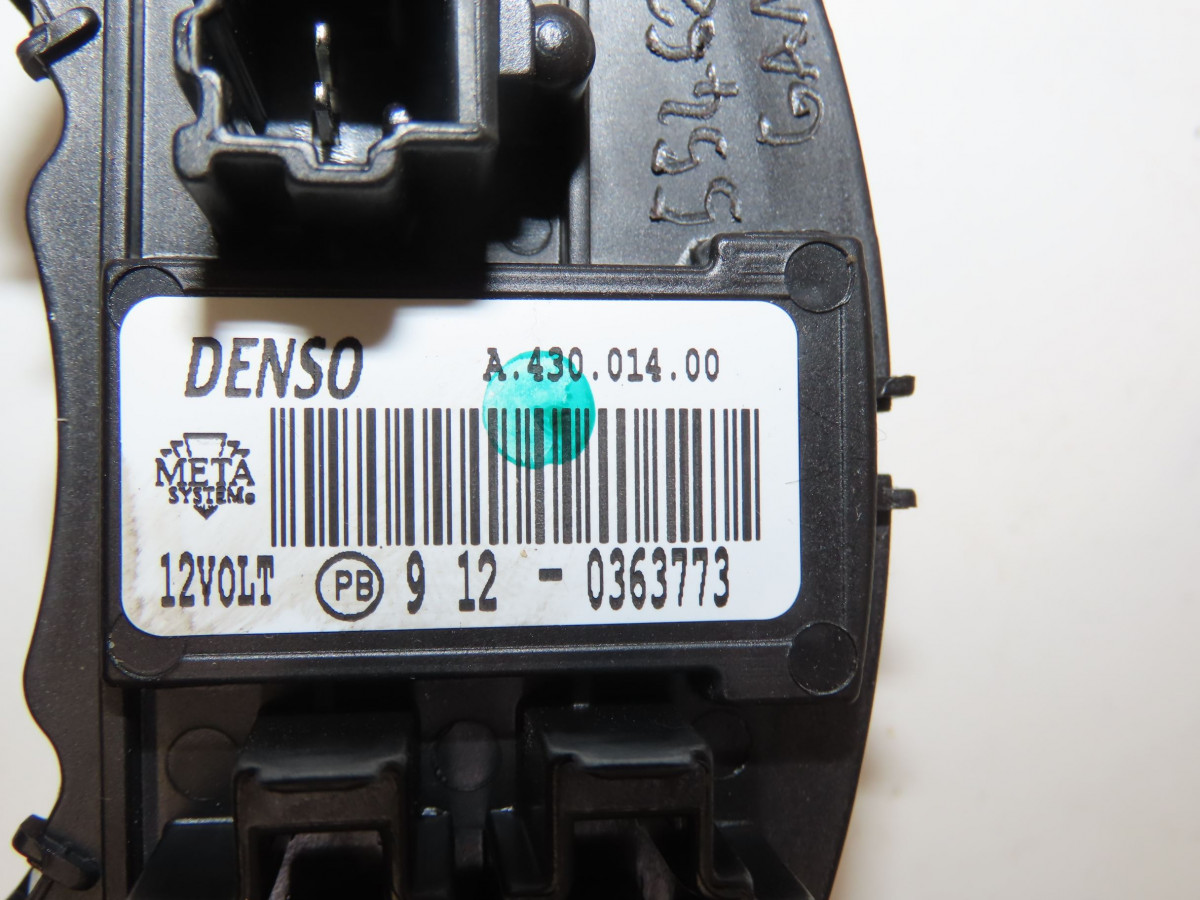 DENSO
A.430.014.00
META
SYSTEM®
12VOLT PB 9 12 - 0363773